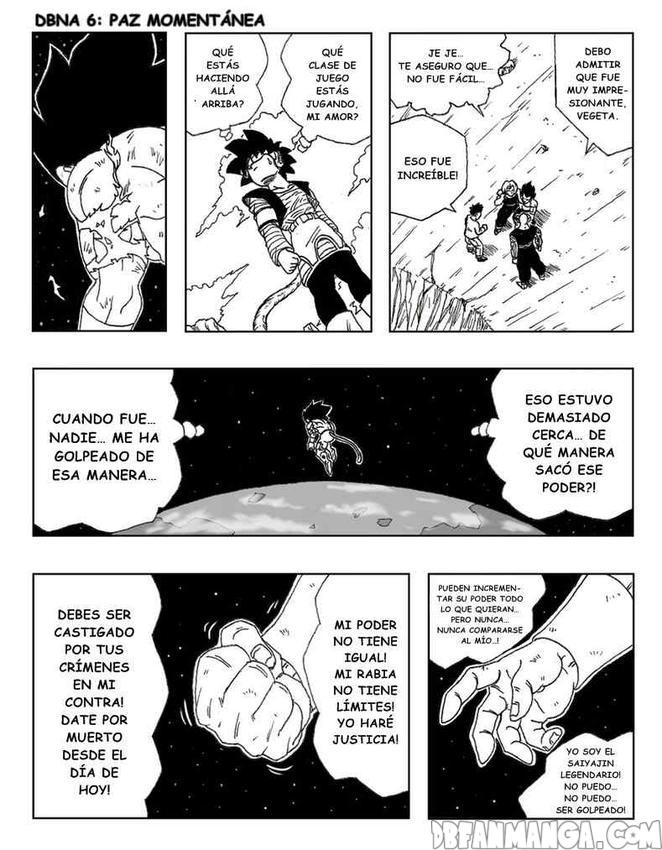 DBNA 6: PAZ MOMENTÁNEA
QUÉ
ESTÁS
HACIENDO
ALLÁ
ARRIBA?
QUÉ
CLASE DE
JUEGO
ESTÁS
JUGANDO,
MI AMOR?
JE JE...
TE ASEGURO QUE...
NO FUE FÁCIL...
DEBO
ADMITIR
QUE FUE
MUY IMPRE-
SIONANTE,
VEGETA.
ESO FUE
INCREÍBLE!
CUANDO FUE...
NADIE... ME HA
GOLPEADO DE
ESA MANERA...
ESO ESTUVO
DEMASIADO
CERCA... DE
QUÉ MANERA
SACÓ ESE
PODER?!
DEBES SER
CASTIGADO
POR TUS
CRÍMENES
EN MI
CONTRA!
DATE POR
MUERTO
DESDE EL
DÍA DE
HOY!
MI PODER
NO TIENE
IGUAL!
MI RABIA
NO TIENE
LÍMITES!
YO HARÉ
JUSTICIA!
PUEDEN INCREMEN-
TAR SU PODER TODO
LO QUE QUIERAN...
PERO NUNCA...
NUNCA COMPARARSE
AL MÍO..!
YO SOY EL
SAIYAJIN
LEGENDARIO!
NO PUEDO...
NO PUEDO...
SER GOLPEADO!
DBFANMANGA.COM